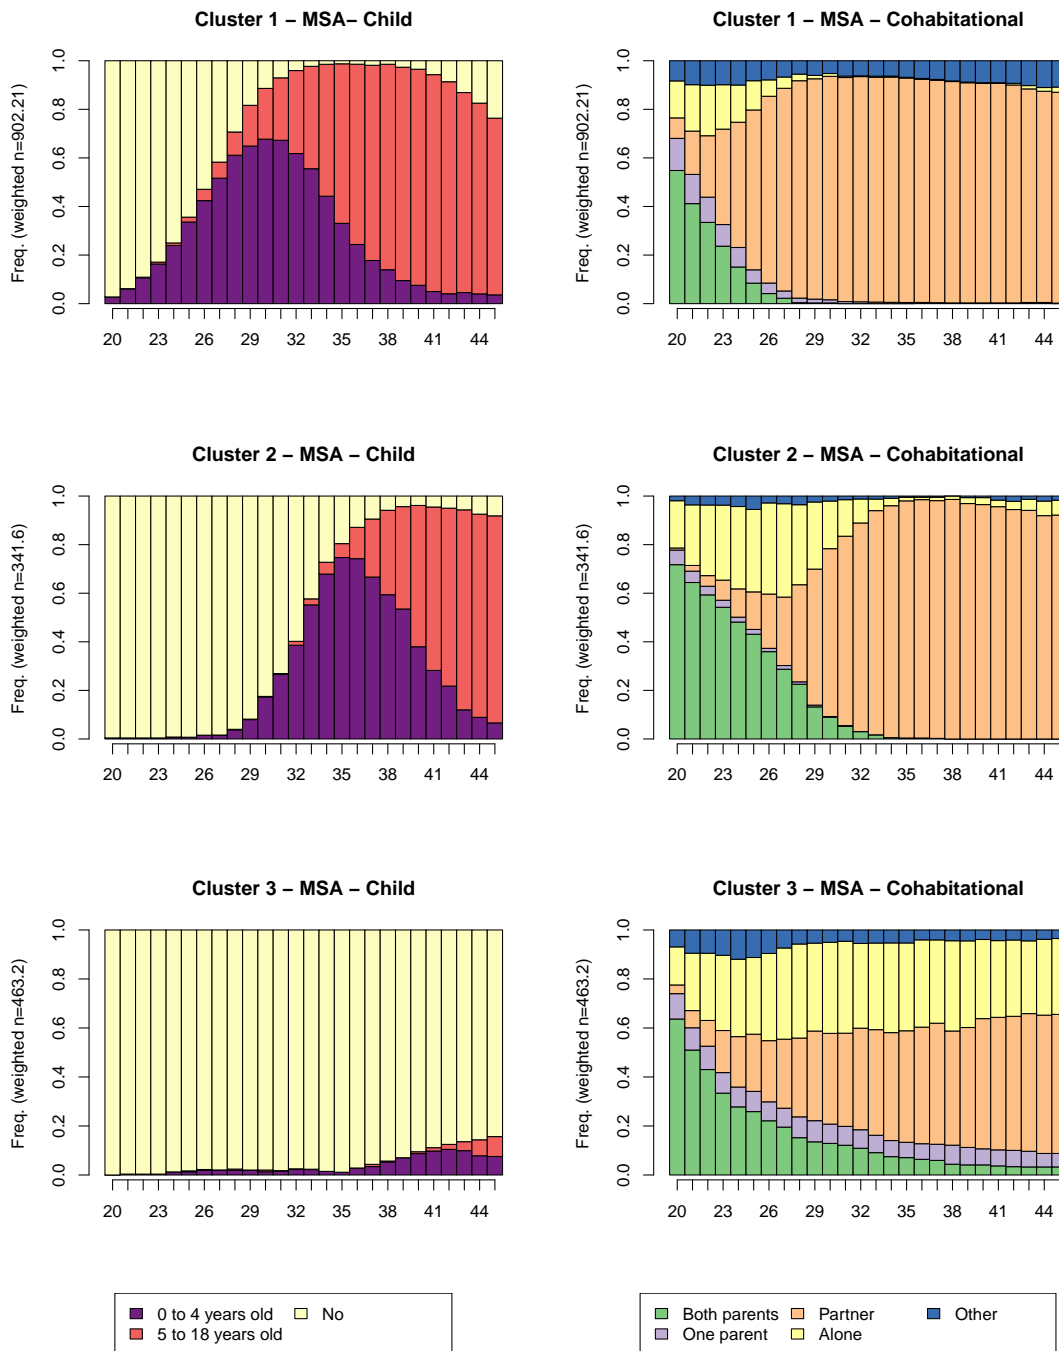 Cluster 1 – MSA– Child
Freq. (weighted n=902.21)
0.0 0.2 0.4 0.6 0.8 1.0
20 23 26 29 32 35 38 41 44
Cluster 1 – MSA– Cohabitational
Freq. (weighted n=902.21)
0.0 0.2 0.4 0.6 0.8 1.0
20 23 26 29 32 35 38 41 44
Cluster 2 – MSA – Child
Freq. (weighted n=341.6)
0.0 0.2 0.4 0.6 0.8 1.0
20 23 26 29 32 35 38 41 44
Cluster 2 – MSA – Cohabitational
Freq. (weighted n=341.6)
0.0 0.2 0.4 0.6 0.8 1.0
20 23 26 29 32 35 38 41 44
Cluster 3 – MSA – Child
Freq. (weighted n=463.2)
0.0 0.2 0.4 0.6 0.8 1.0
20 23 26 29 32 35 38 41 44
Cluster 3 – MSA – Cohabitational
Freq. (weighted n=463.2)
0.0 0.2 0.4 0.6 0.8 1.0
20 23 26 29 32 35 38 41 44
0 to 4 years old No
5 to 18 years old
Both parents Partner Other
One parent Alone